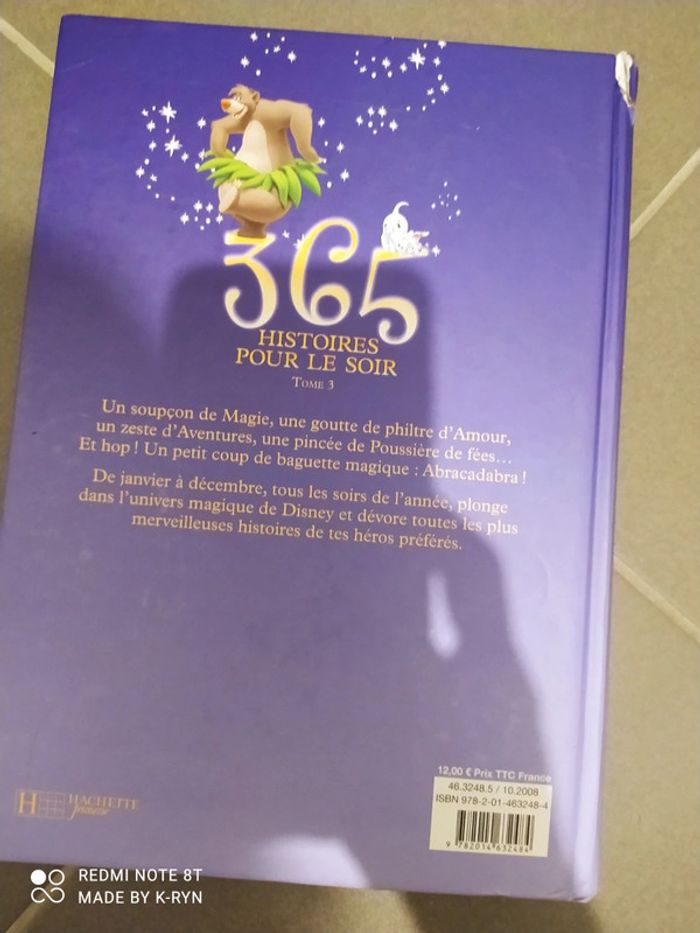 365
HISTOIRES
POUR LE SOIR
TOME 3
Un soupçon de Magie, une goutte de philtre d'Amour,
un zeste d'Aventures, une pincée de Poussière de fées...
Et hop ! Un petit coup de baguette magique : Abracadabra !
De janvier à décembre, tous les soirs de l'année, plonge
dans l'univers magique de Disney et dévore toutes les plus
merveilleuses histoires de tes héros préférés.
12,00 € Prix TTC France
46.3248.5 / 10.2008
ISBN 978-2-01-463248-4
9 782014 632484
H HACHETTE
Jeunesse
REDMI NOTE 8T
MADE BY K-RYN